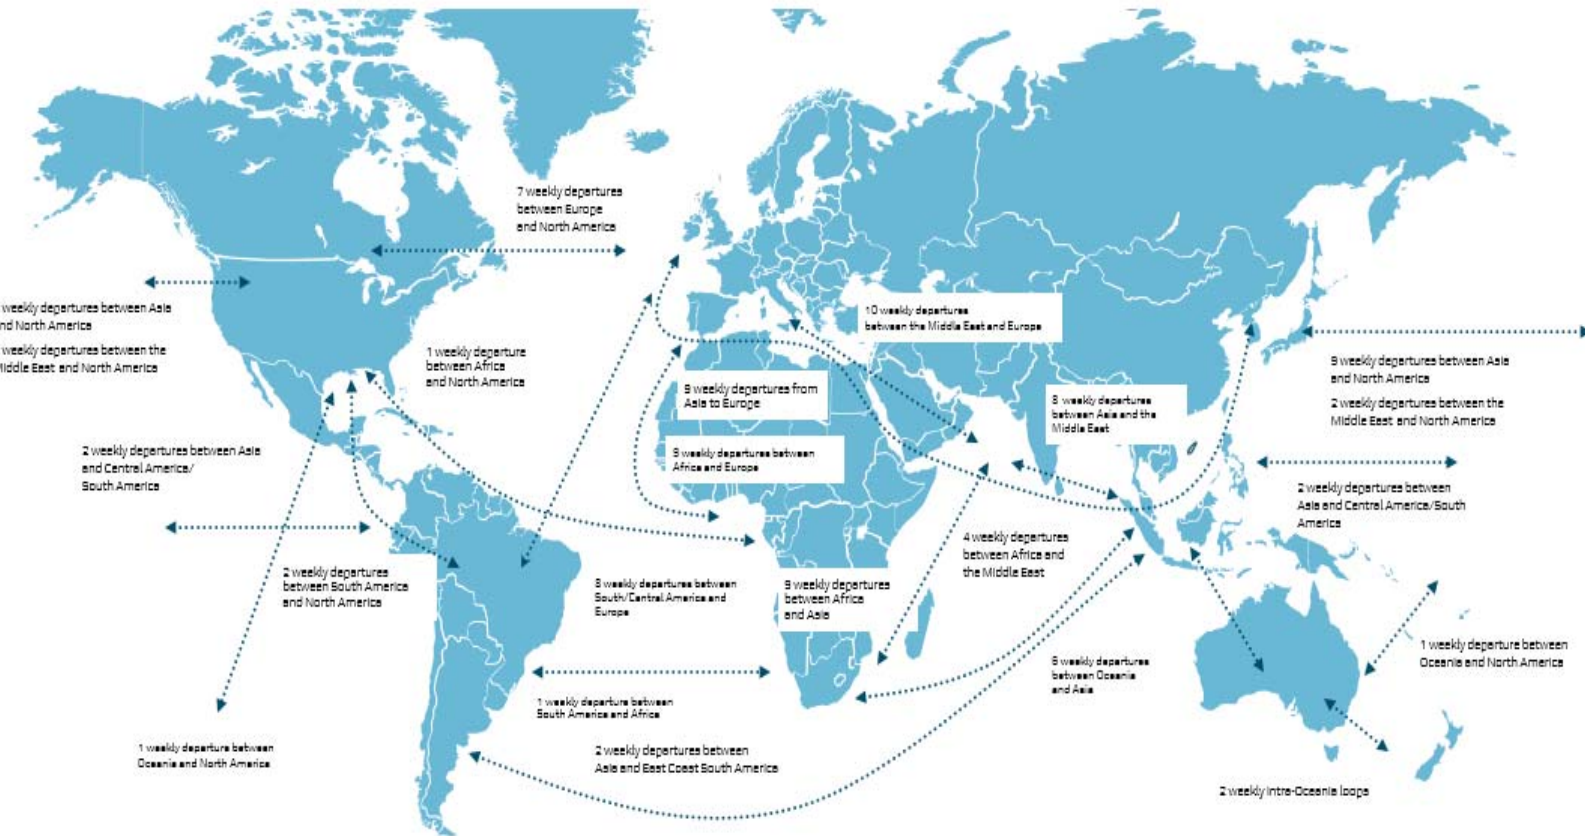 7 weekly departures
between Europe
and North America
weekly departures between Asia
nd North America
weekly departures between the
iddle East and North America
1 weekly departure
between Africa
and North America
10 weekly departures
between the Middle East and Europe
9 weekly departures from
Asia to Europe
8 weekly departures
between Asia and the
Middle East
9 weekly departures between Asia
and North America
2 weekly departures between the
Middle East and North America
2 weekly departures between Asia
and Central America/
South America
9 weekly departures between
Africa and Europe
2 weekly departures between
Asia and Central America/South
America
2 weekly departures
between South America
and North America
weekly departures between
South/Central America and
Europe
9 weekly departures
between Africa
and Asia
4 weekly departures
between Africa and
the Middle East
6 weekly departures
between Oceania
and Asia
1 weekly departure between
Oceania and North America
1 weekly departure between
South America and Africa
1 weekly departure between
Oceania and North America
2 weekly departures between
Asia and East Coast South America
2 weekly Intra-Oceania loops